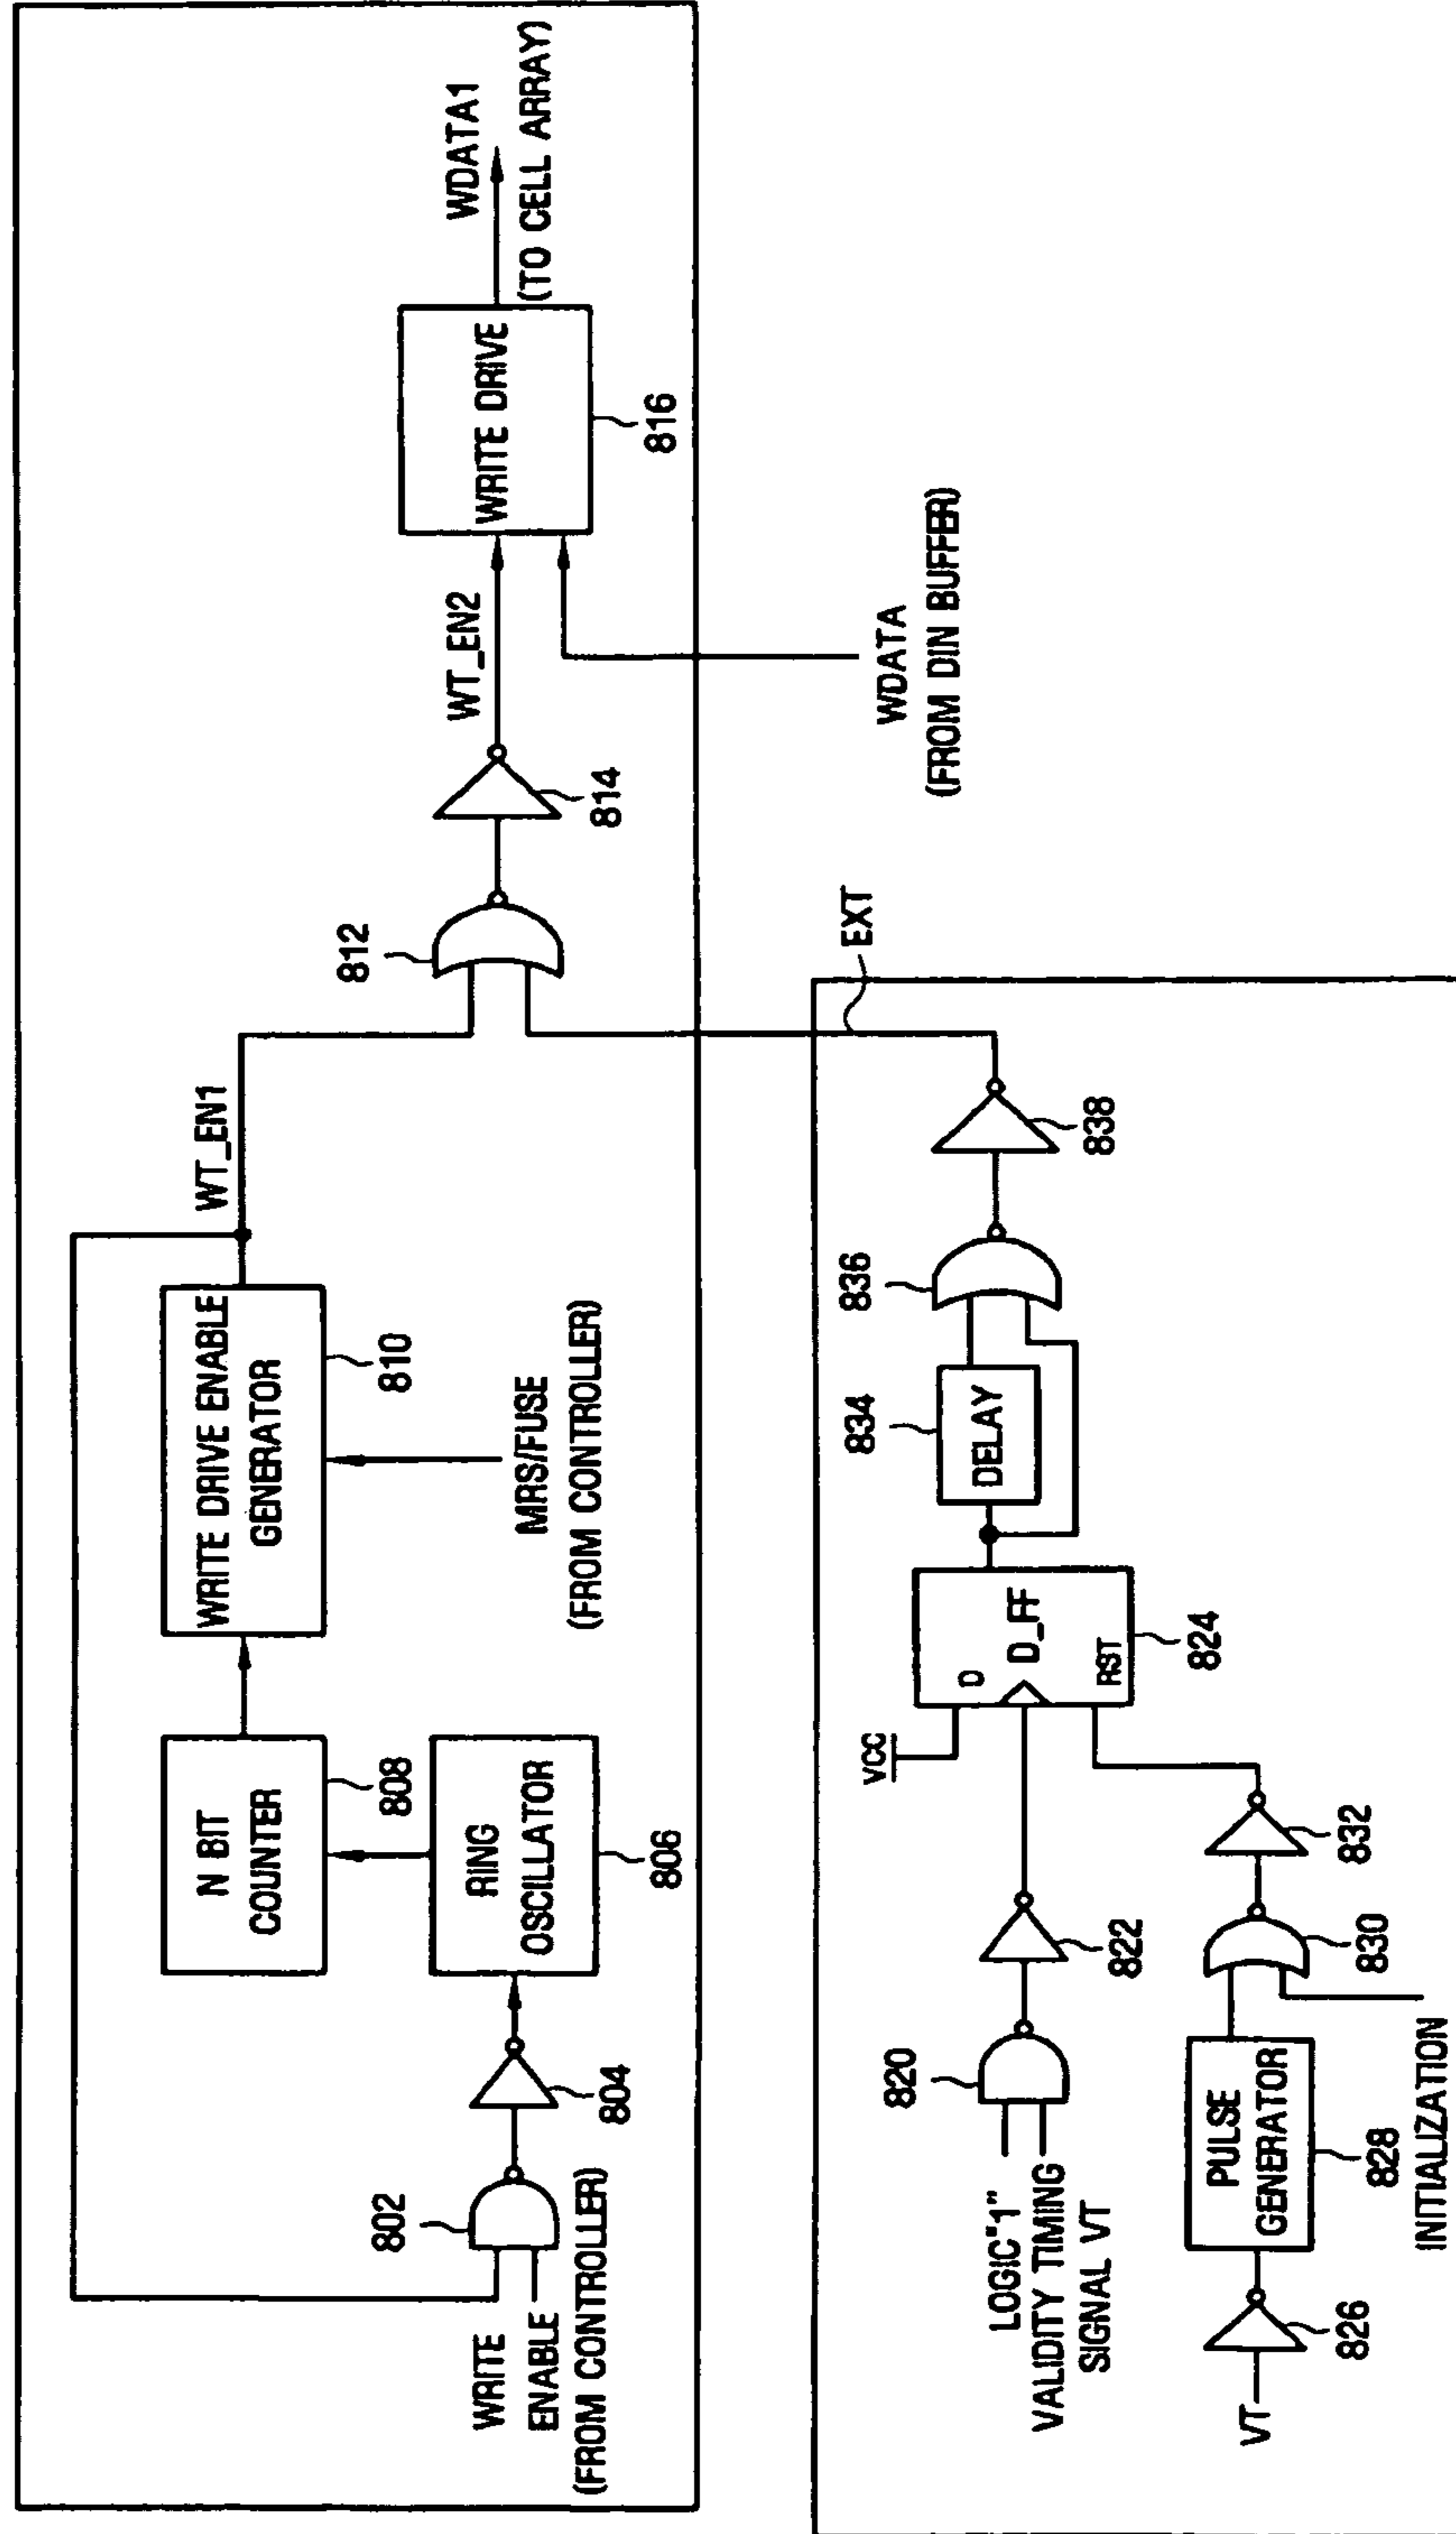 WT_EN1
WRITE DRIVE ENABLE
GENERATOR
810
MRS/FUSE
(FROM CONTROLLER)
N BIT
COUNTER
808
RING
OSCILLATOR
806
804
802
WRITE
ENABLE
(FROM CONTROLLER)
812
814
WT_EN2
WRITE DRIVE
816
WDATA1
(TO CELL ARRAY)
WDATA
(FROM DIN BUFFER)
EXT
LOGIC"1"
VALIDITY TIMING
SIGNAL VT
820
822
VCC
D
D_FF
RST
824
834
DELAY
836
838
VT
826
PULSE
GENERATOR
828
INITIALIZATION
830
832